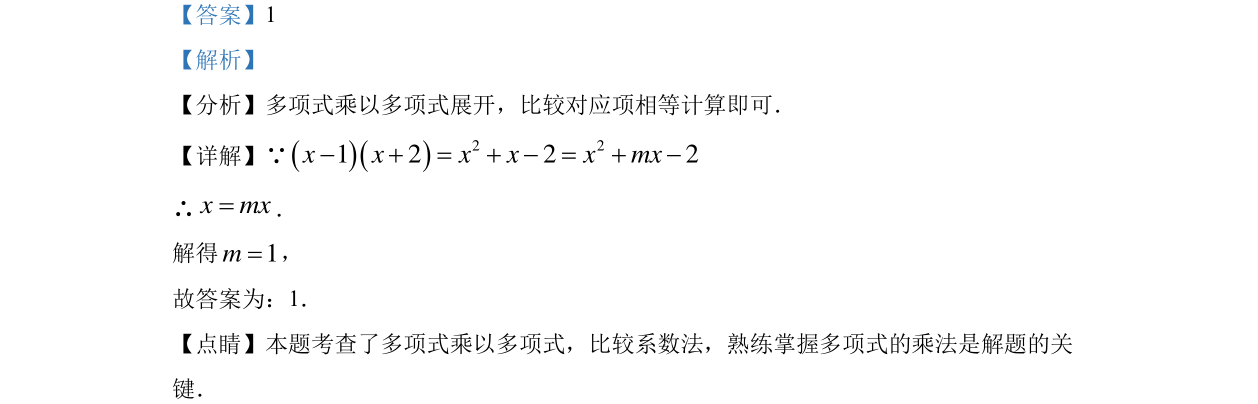 【答案】1
【解析】
【分析】多项式乘以多项式展开，比较对应项相等计算即可．
【详解】∵(x−1)(x+2)=x²+x−2=x²+mx−2
∴x=mx．
解得m=1，
故答案为：1．
【点睛】本题考查了多项式乘以多项式，比较系数法，熟练掌握多项式的乘法是解题的关
键．